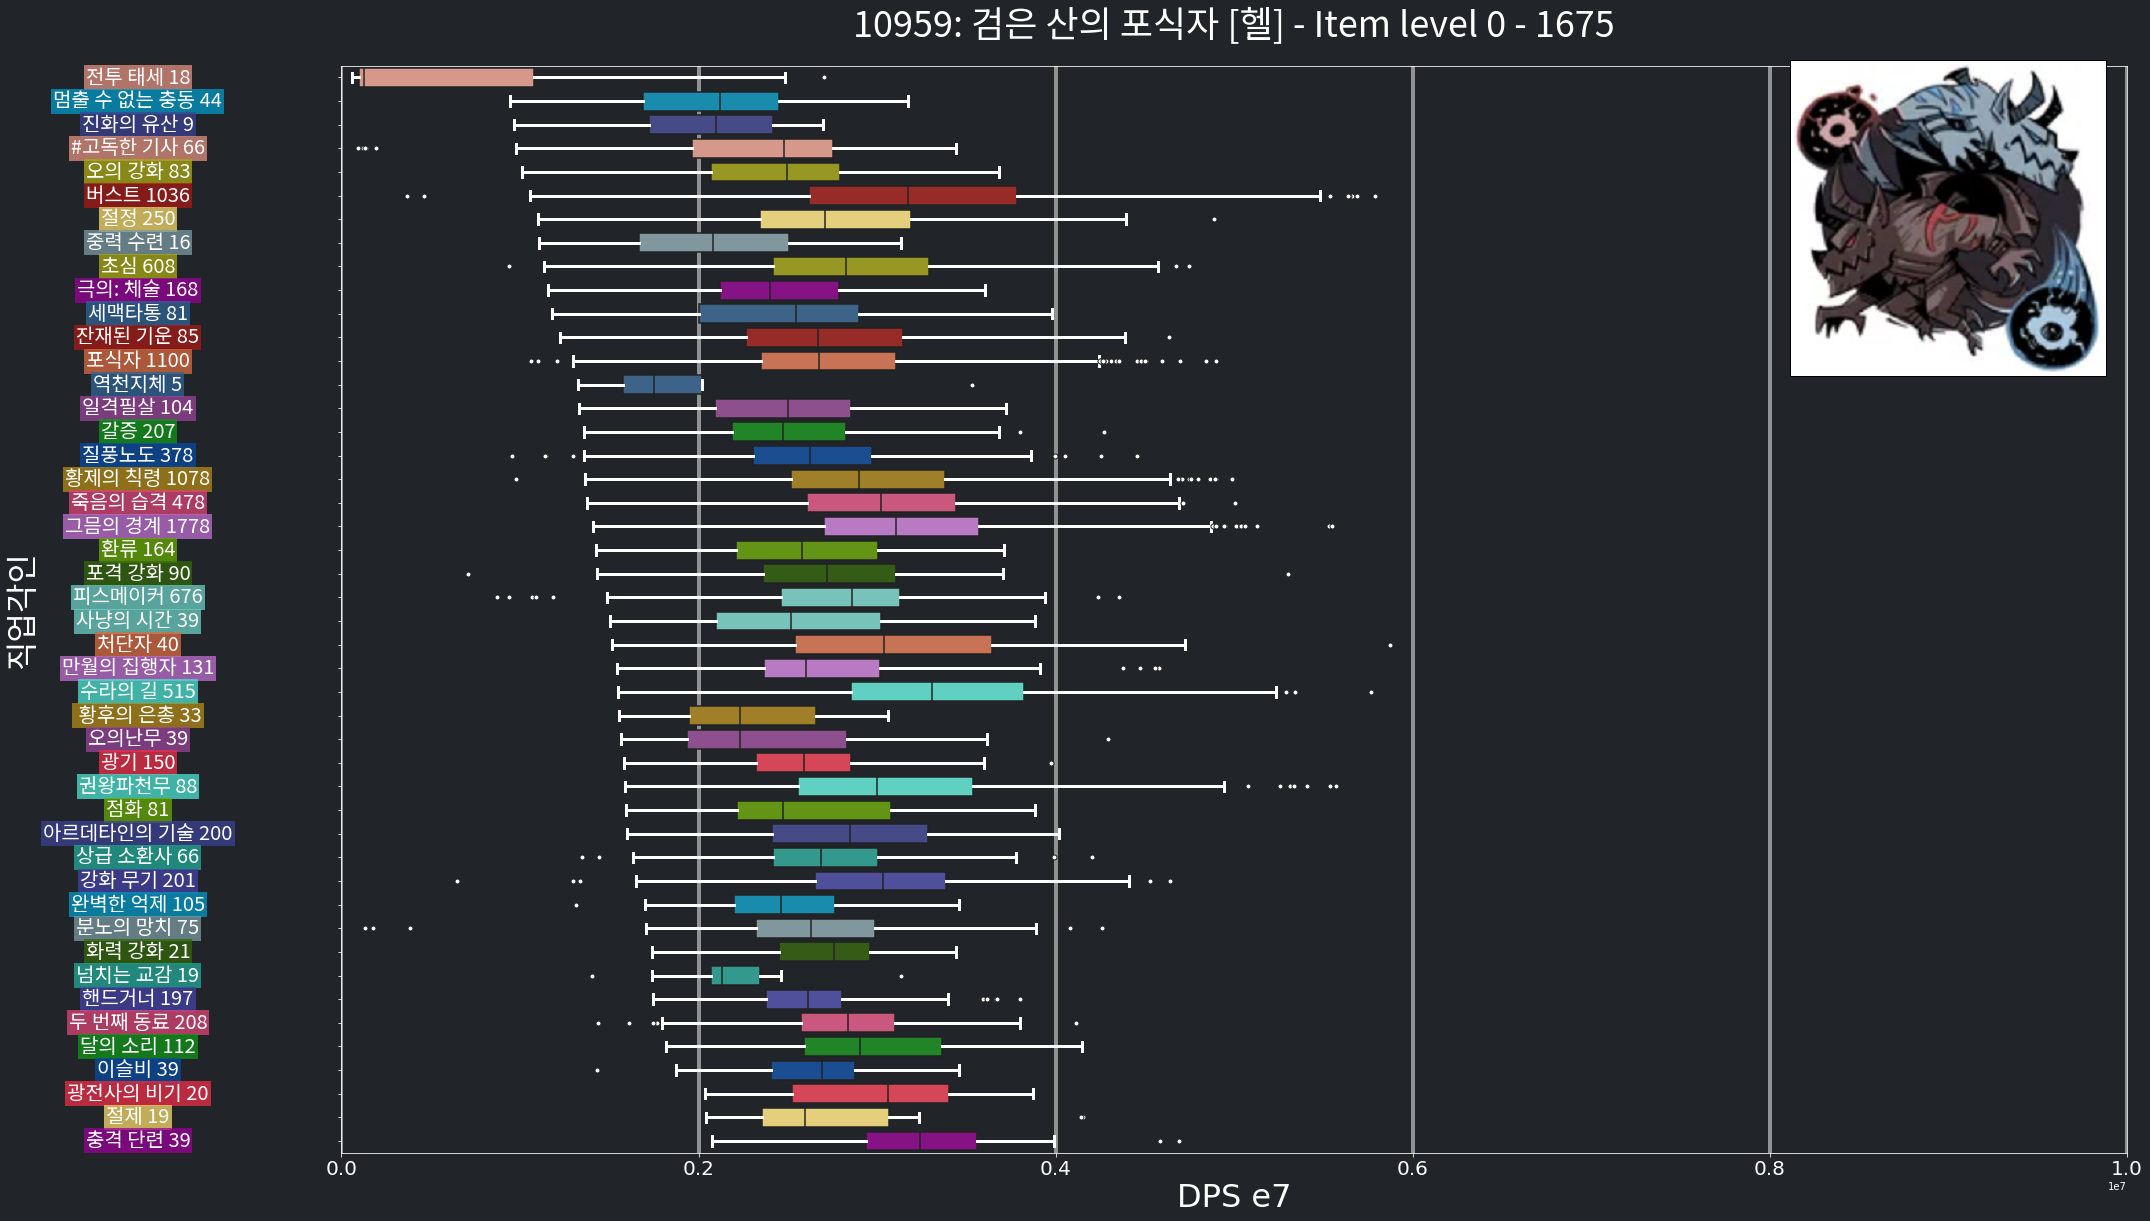 10959: 검은 산의 포식자 [헬] - Item level 0 - 1675
전투 태세 18
멈출 수 없는 충동 44
진화의 유산 9
#고독한 기사 66
오의 강화 83
버스트 1036
절정 250
중력 수련 16
초심 608
극의: 체술 168
세맥타통 81
잔재된 기운 85
포식자 1100
역천지체 5
일격필살 104
갈증 207
질풍노도 378
황제의 칙령 1078
죽음의 습격 478
그믐의 경계 1778
환류 164
포격 강화 90
피스메이커 676
사냥의 시간 39
처단자 40
만월의 집행자 131
수라의 길 515
황후의 은총 33
오의난무 39
광기 150
권왕파천무 88
점화 81
아르데타인의 기술 200
상급 소환사 66
강화 무기 201
완벽한 억제 105
분노의 망치 75
화력 강화 21
넘치는 교감 19
핸드거너 197
두 번째 동료 208
달의 소리 112
이슬비 39
광전사의 비기 20
절제 19
충격 단련 39
직업각인
0.0 0.2 0.4 0.6 0.8 1.0
1e7
DPS e7